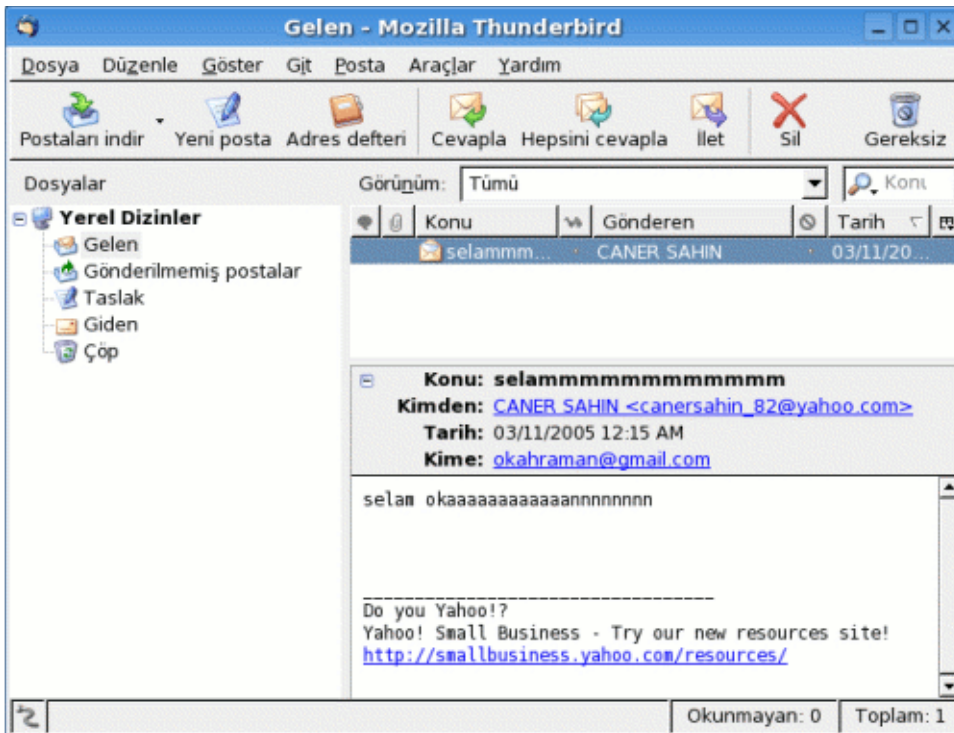 Gelen - Mozilla Thunderbird
Dosya Düzenle Göster Git Posta Araçlar Yardım
Postaları indir Yeni posta Adres defteri Cevapla Hepsini cevapla İlet Sil Gereksiz
Dosyalar
Görünüm: Tümü Konu
Yerel Dizinler
Gelen
Gönderilmemiş postalar
Taslak
Giden
Çöp
Konu Gönderen Tarih
selammm... CANER SAHIN 03/11/20...
Konu: selammmmmmmmmmmmm
Kimden: CANER SAHIN <canersahin_82@yahoo.com>
Tarih: 03/11/2005 12:15 AM
Kime: okahraman@gmail.com
selam okaaaaaaaaaaaannnnnnnn
__________________________________
Do you Yahoo!?
Yahoo! Small Business - Try our new resources site!
http://smallbusiness.yahoo.com/resources/
Okunmayan: 0 Toplam: 1